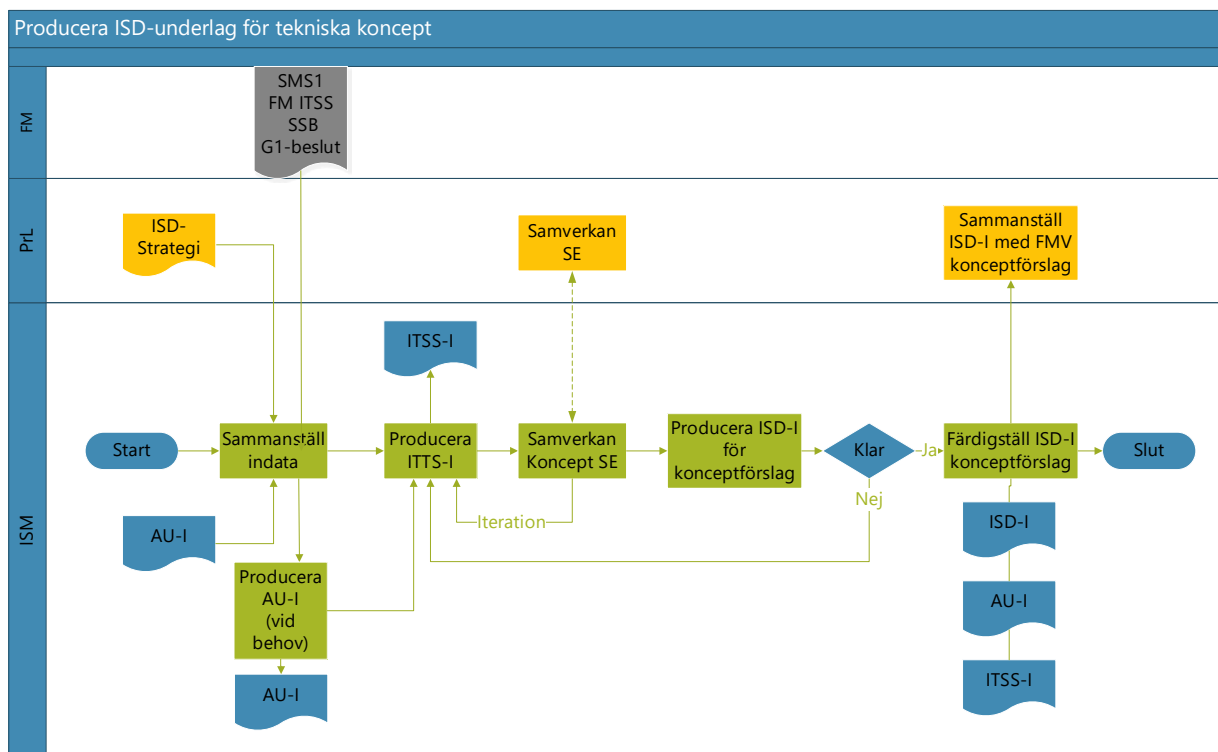 Producera ISD-underlag för tekniska koncept
FM
SMS1
FM ITSS
SSB
G1-beslut
PrL
ISD-
Strategi
Samverkan
SE
Sammanställ
ISD-I med FMV
konceptförslag
ISM
ITSS-I
Start
Sammanställ
indata
Producera
ITTS-I
Samverkan
Koncept SE
Producera ISD-I
för
konceptförslag
Klar
Ja
Färdigställ ISD-I
konceptförslag
Slut
Nej
Iteration
AU-I
ISD-I
Producera
AU-I
(vid
behov)
AU-I
AU-I
ITSS-I